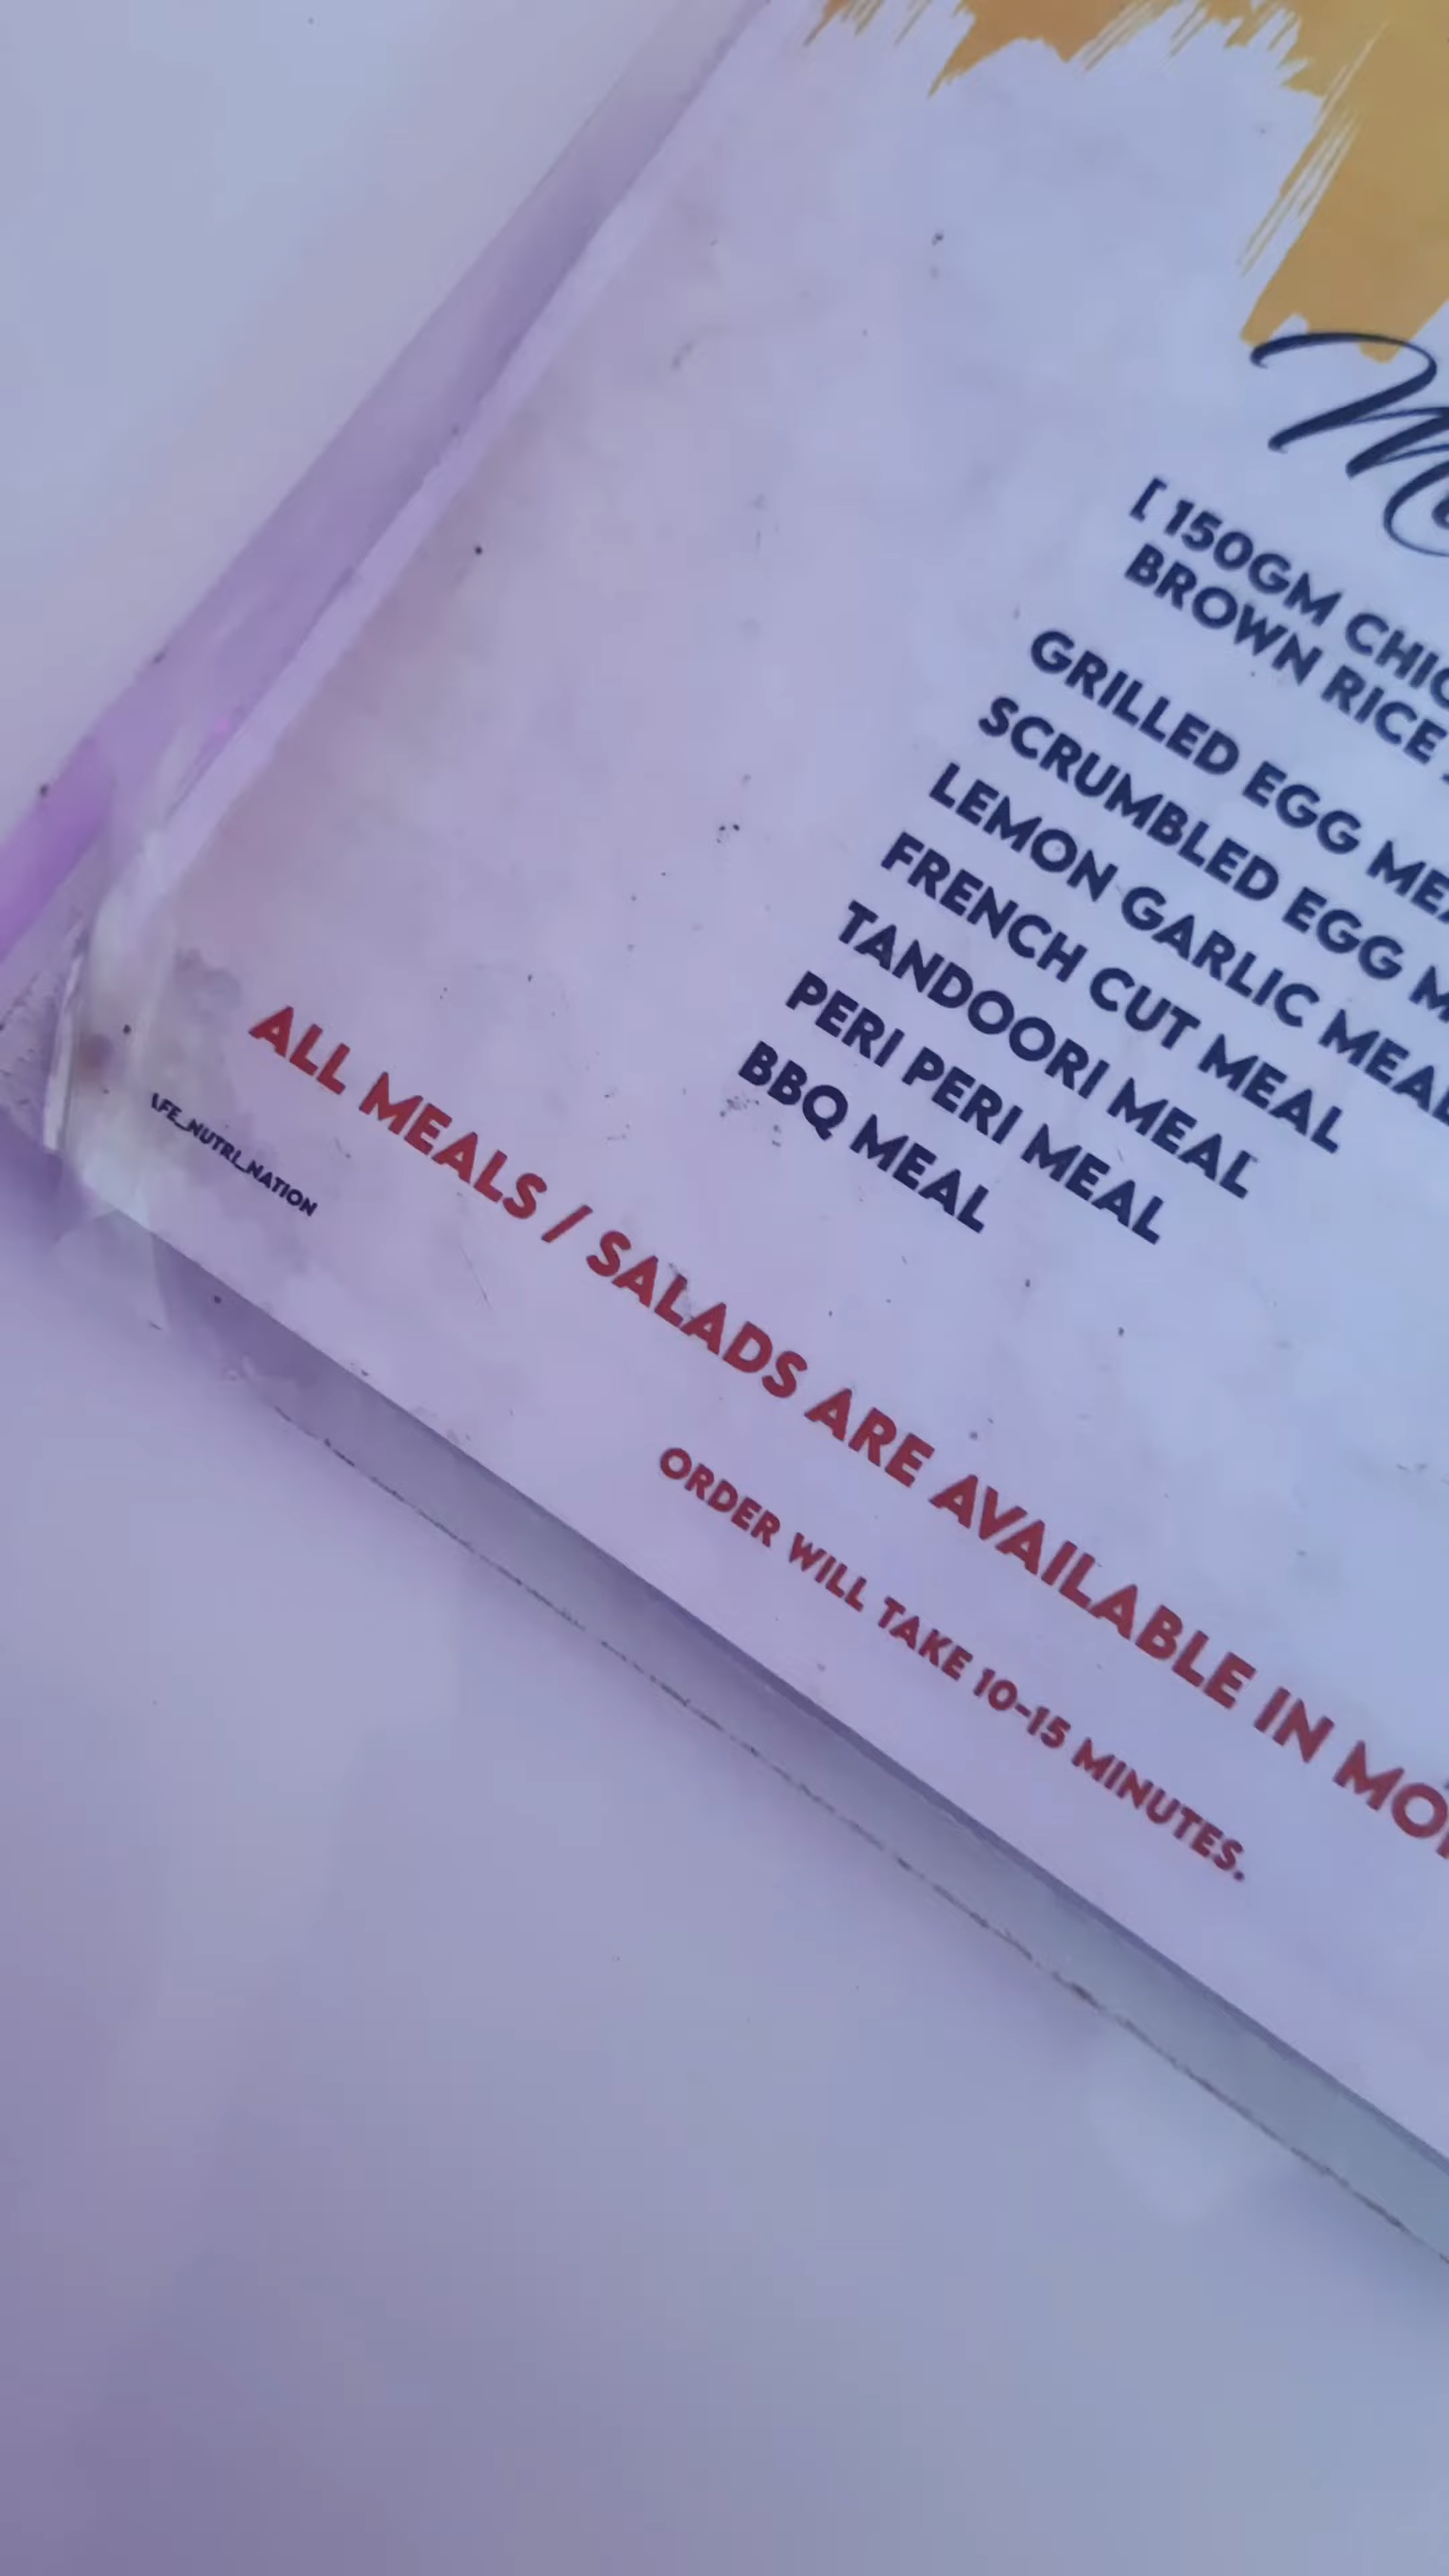 [ 150GM
BROWN RICE
GRILLED EGG
SCRUMBLED EGG
LEMON GARLIC MEAL
FRENCH CUT MEAL
TANDOORI MEAL
PERI PERI MEAL
BBQ MEAL
ALL MEALS / SALADS ARE AVAILABLE IN
ORDER WILL TAKE 10-15 MINUTES.